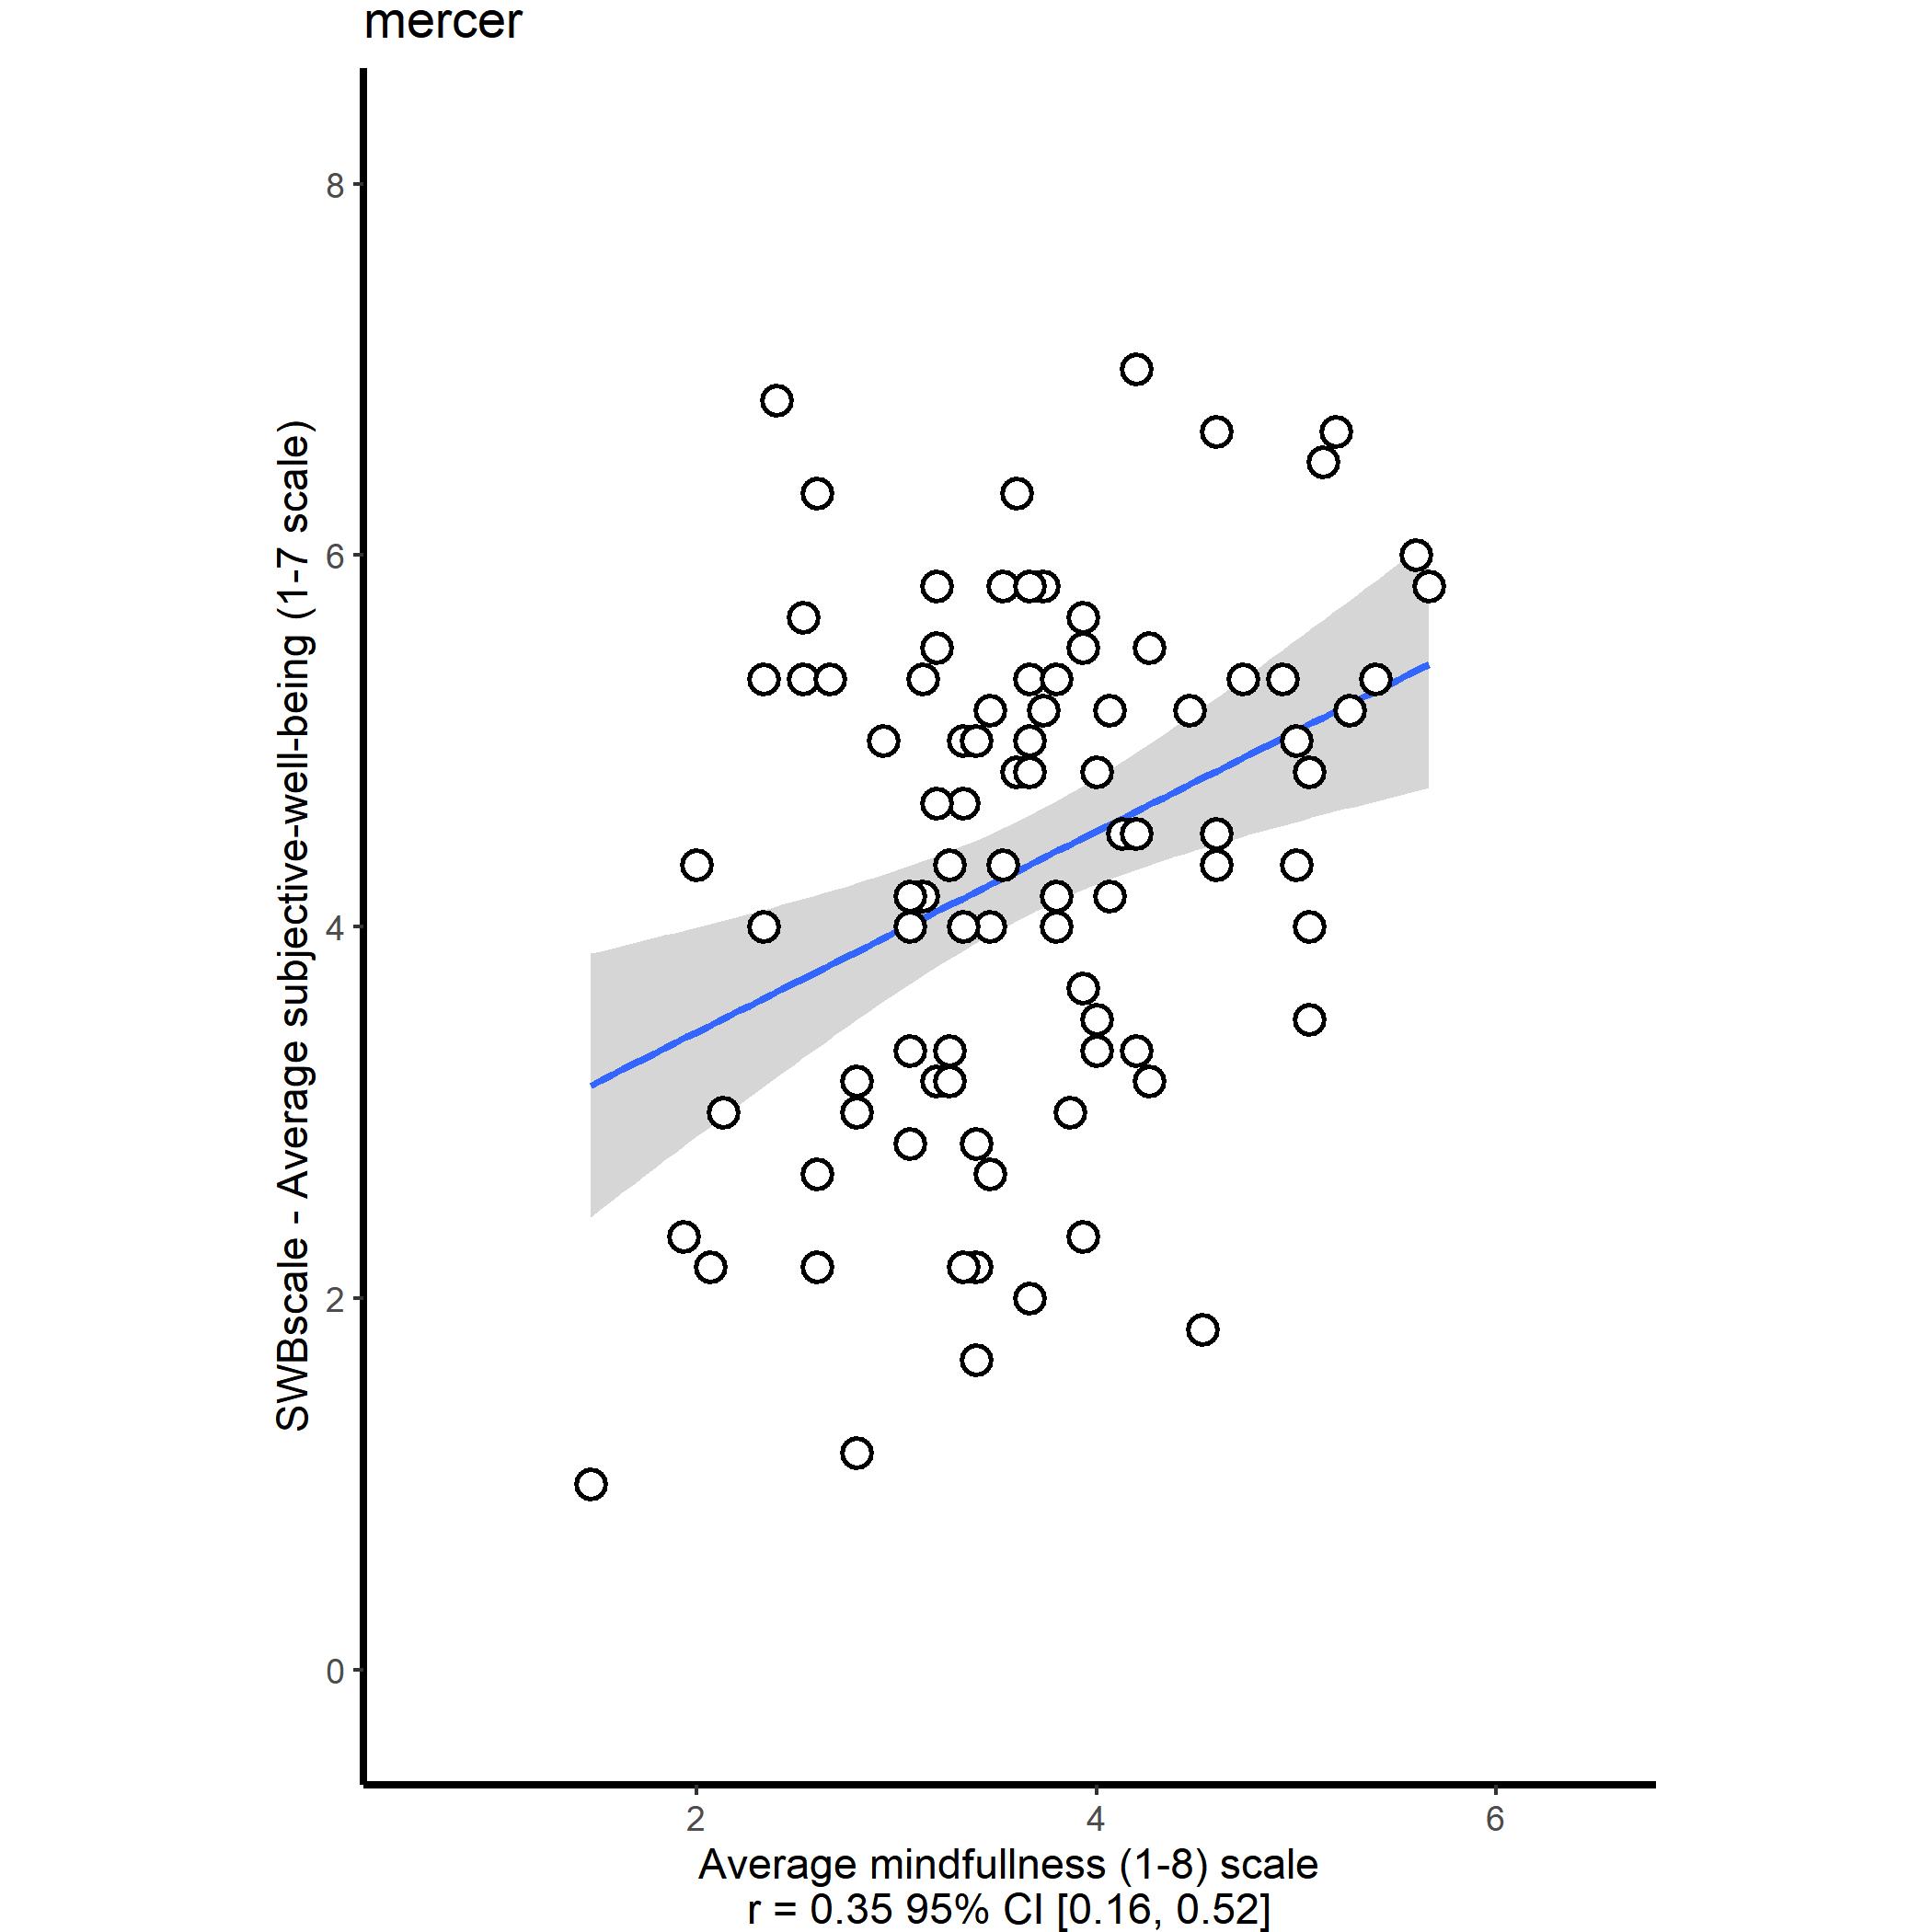 mercer
SWBscale - Average subjective-well-being (1-7 scale)
8
6
4
2
0
2
4
6
Average mindfullness (1-8) scale
r = 0.35 95% CI [0.16, 0.52]